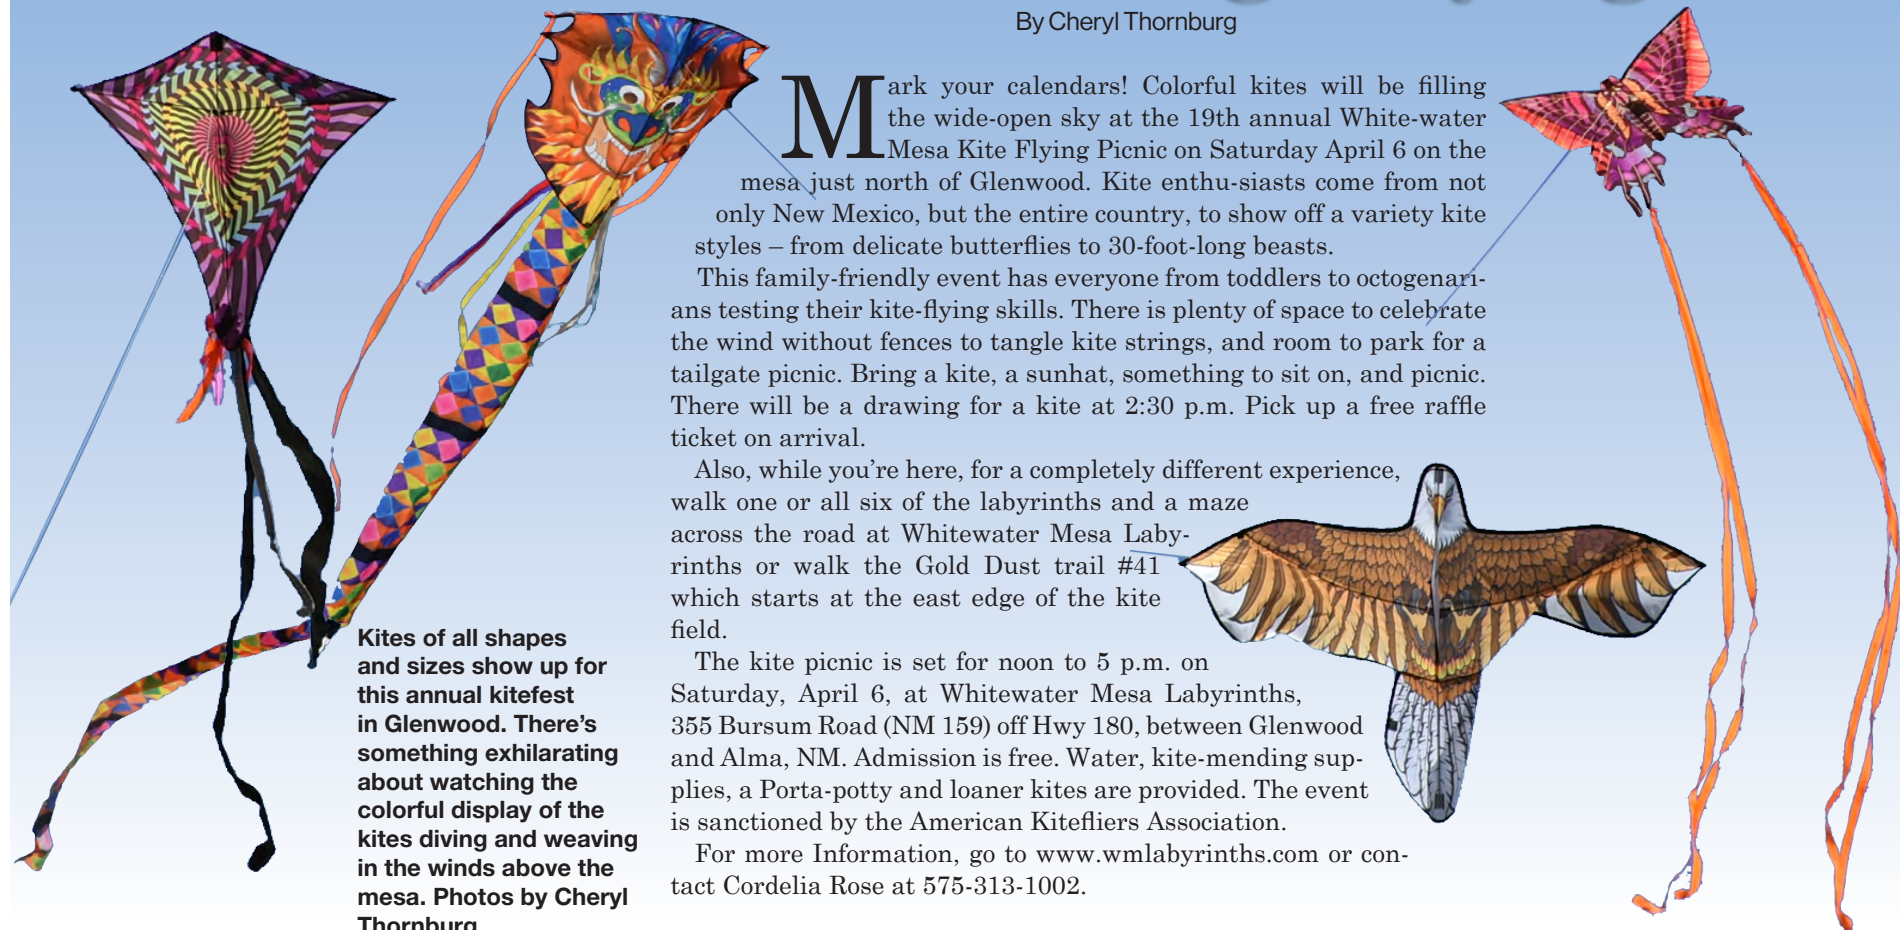 By Cheryl Thornburg
Mark your calendars! Colorful kites will be filling
the wide-open sky at the 19th annual White-water
Mesa Kite Flying Picnic on Saturday April 6 on the
mesa just north of Glenwood. Kite enthu-siasts come from not
only New Mexico, but the entire country, to show off a variety kite
styles – from delicate butterflies to 30-foot-long beasts.
This family-friendly event has everyone from toddlers to octogenari-
ans testing their kite-flying skills. There is plenty of space to celebrate
the wind without fences to tangle kite strings, and room to park for a
tailgate picnic. Bring a kite, a sunhat, something to sit on, and picnic.
There will be a drawing for a kite at 2:30 p.m. Pick up a free raffle
ticket on arrival.
Also, while you're here, for a completely different experience,
walk one or all six of the labyrinths and a maze
across the road at Whitewater Mesa Laby-
rinths or walk the Gold Dust trail #41
which starts at the east edge of the kite
field.
The kite picnic is set for noon to 5 p.m. on
Saturday, April 6, at Whitewater Mesa Labyrinths,
355 Bursum Road (NM 159) off Hwy 180, between Glenwood
and Alma, NM. Admission is free. Water, kite-mending sup-
plies, a Porta-potty and loaner kites are provided. The event
is sanctioned by the American Kitefliers Association.
For more Information, go to www.wmlabyrinths.com or con-
tact Cordelia Rose at 575-313-1002.
Kites of all shapes
and sizes show up for
this annual kitefest
in Glenwood. There's
something exhilarating
about watching the
colorful display of the
kites diving and weaving
in the winds above the
mesa. Photos by Cheryl
Thornburg